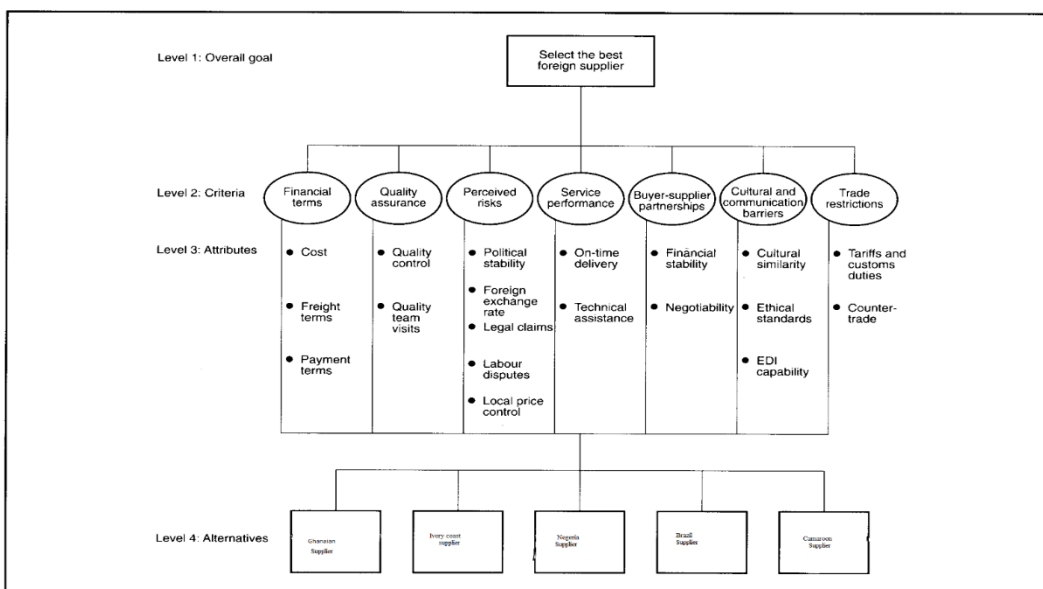 Level 1: Overall goal
Select the best
foreign supplier
Level 2: Criteria
Financial
terms
Quality
assurance
Perceived
risks
Service
performance
Buyer-supplier
partnerships
Cultural and
communication
barriers
Trade
restrictions
Level 3: Attributes
● Cost
● Freight
terms
● Payment
terms
● Quality
control
● Quality
team
visits
● Political
stability
● Foreign
exchange
rate
● Legal claims
● Labour
disputes
● Local price
control
● On-time
delivery
● Technical
assistance
● Financial
stability
● Negotiability
● Cultural
similarity
● Ethical
standards
● EDI
capability
● Tariffs and
customs
duties
● Counter-
trade
Level 4: Alternatives
Ghanaian
Supplier
Ivory coast
supplier
Negeria
Supplier
Brazil
Supplier
Cameroon
Supplier